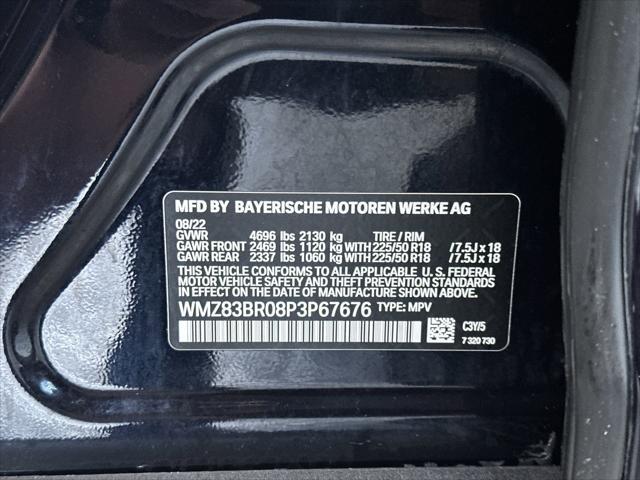 MFD BY BAYERISCHE MOTOREN WERKE AG
08/22
GVWR 4696 lbs 2130 kg TIRE / RIM
GAWR FRONT 2469 lbs 1120 kg WITH 225/50 R18 /7.5J x 18
GAWR REAR 2337 lbs 1060 kg WITH 225/50 R18 /7.5J x 18
THIS VEHICLE CONFORMS TO ALL APPLICABLE U. S. FEDERAL
MOTOR VEHICLE SAFETY AND THEFT PREVENTION STANDARDS
IN EFFECT ON THE DATE OF MANUFACTURE SHOWN ABOVE.
WMZ83BR08P3P67676 TYPE: MPV
C3Y/5
7 320 730